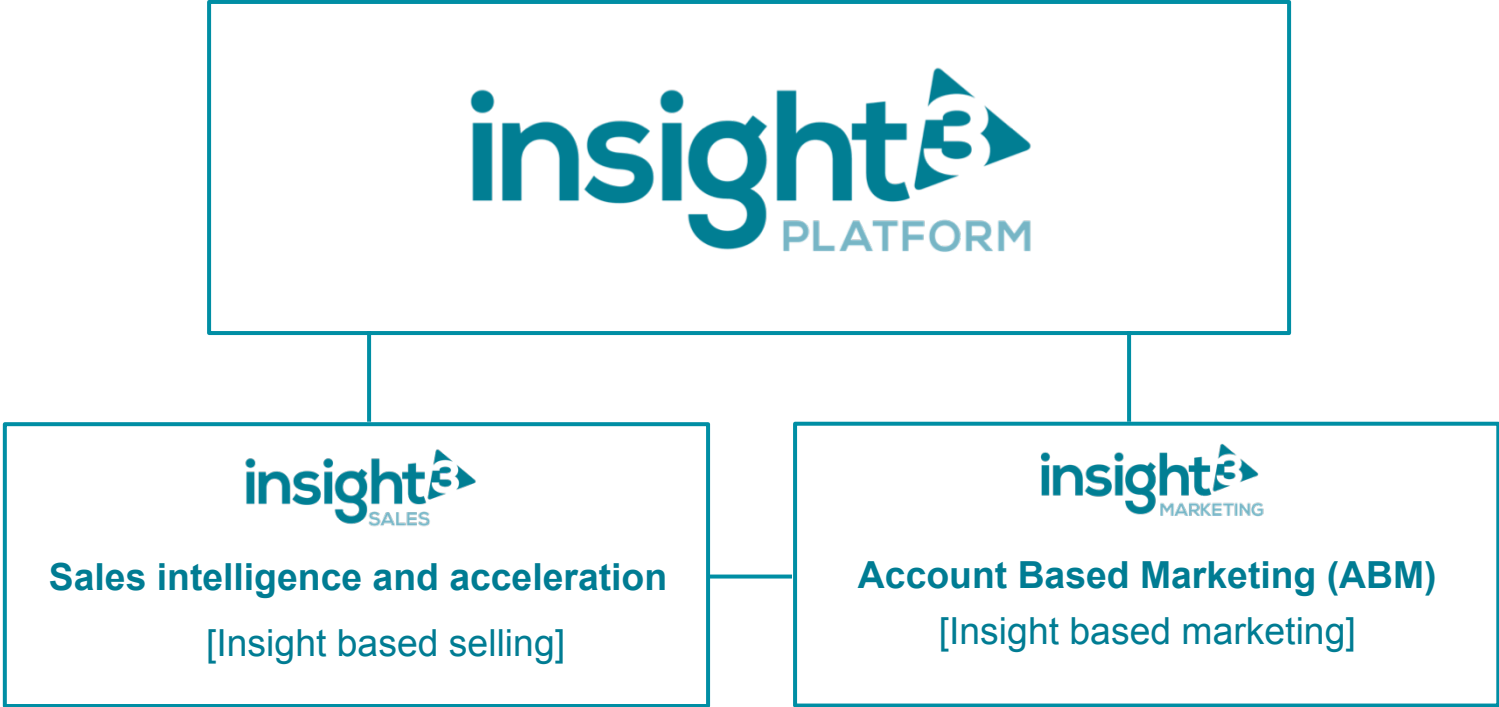 insight3
PLATFORM
insight3
SALES
Sales intelligence and acceleration
[Insight based selling]
insight3
MARKETING
Account Based Marketing (ABM)
[Insight based marketing]